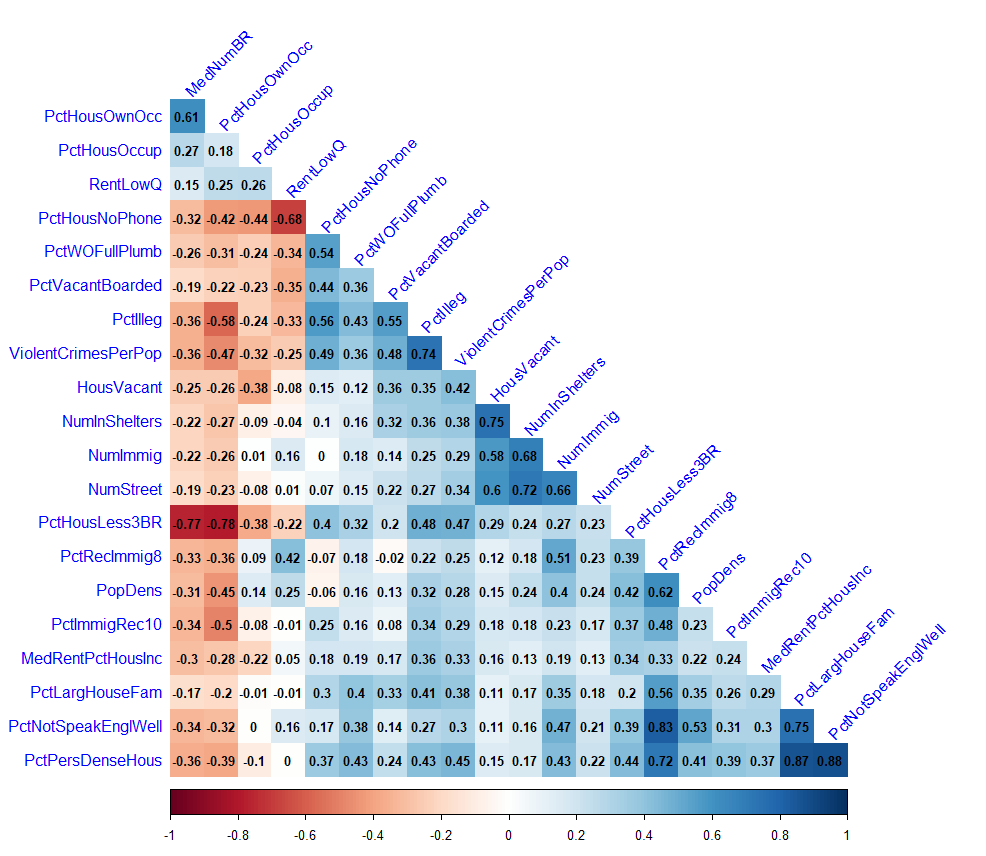 MedNumBR
PctHousOwnOcc 0.61 PctHousOwnOcc
PctHousOccup 0.27 0.18 PctHousOccup
RentLowQ 0.15 0.25 0.26 RentLowQ
PctHousNoPhone -0.32 -0.42 -0.44 -0.68 PctHousNoPhone
PctWOFullPlumb -0.26 -0.31 -0.24 -0.34 0.54 PctWOFullPlumb
PctVacantBoarded -0.19 -0.22 -0.23 -0.35 0.44 0.36 PctVacantBoarded
PctIlleg -0.36 -0.58 -0.24 -0.33 0.56 0.43 0.55 PctIlleg
ViolentCrimesPerPop -0.36 -0.47 -0.32 -0.25 0.49 0.36 0.48 0.74 ViolentCrimesPerPop
HousVacant -0.25 -0.26 -0.38 -0.08 0.15 0.12 0.36 0.35 0.42 HousVacant
NumInShelters -0.22 -0.27 -0.09 -0.04 0.1 0.16 0.32 0.36 0.38 0.75 NumInShelters
NumImmig -0.22 -0.26 0.01 0.16 0 0.18 0.14 0.25 0.29 0.58 0.68 NumImmig
NumStreet -0.19 -0.23 -0.08 0.01 0.07 0.15 0.22 0.27 0.34 0.6 0.72 0.66 NumStreet
PctHousLess3BR -0.77 -0.78 -0.38 -0.22 0.4 0.32 0.2 0.48 0.47 0.29 0.24 0.27 0.23 PctHousLess3BR
PctRecImmig8 -0.33 -0.36 0.09 0.42 -0.07 0.18 -0.02 0.22 0.25 0.12 0.18 0.51 0.23 0.39 PctRecImmig8
PopDens -0.31 -0.45 0.14 0.25 -0.06 0.16 0.13 0.32 0.28 0.15 0.24 0.4 0.24 0.42 0.62 PopDens
PctImmigRec10 -0.34 -0.5 -0.08 -0.01 0.25 0.16 0.08 0.34 0.29 0.18 0.18 0.23 0.17 0.37 0.48 0.23 PctImmigRec10
MedRentPctHousInc -0.3 -0.28 -0.22 0.05 0.18 0.19 0.17 0.36 0.33 0.16 0.13 0.19 0.13 0.34 0.33 0.22 0.24 MedRentPctHousInc
PctLargHouseFam -0.17 -0.2 -0.01 -0.01 0.3 0.4 0.33 0.41 0.38 0.11 0.17 0.35 0.18 0.2 0.56 0.35 0.26 0.29 PctLargHouseFam
PctNotSpeakEnglWell -0.34 -0.32 0 0.16 0.17 0.38 0.14 0.27 0.3 0.11 0.16 0.47 0.21 0.39 0.83 0.53 0.31 0.3 0.75 PctNotSpeakEnglWell
PctPersDenseHous -0.36 -0.39 -0.1 0 0.37 0.43 0.24 0.43 0.45 0.15 0.17 0.43 0.22 0.44 0.72 0.41 0.39 0.37 0.87 0.88
-1 -0.8 -0.6 -0.4 -0.2 0 0.2 0.4 0.6 0.8 1